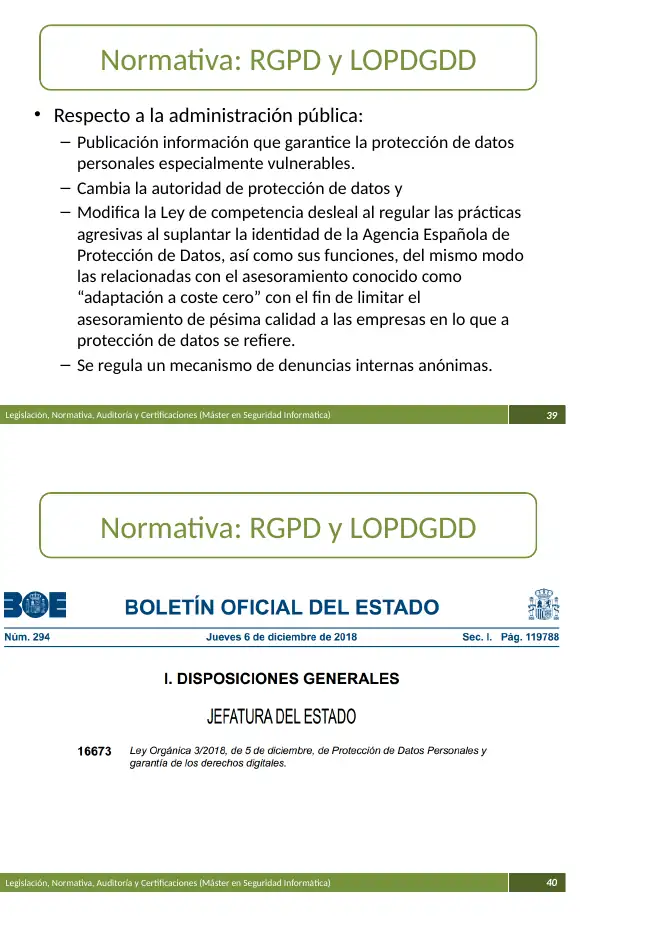 Normativa: RGPD y LOPDGDD
• Respecto a la administración pública:
– Publicación información que garantice la protección de datos
personales especialmente vulnerables.
– Cambia la autoridad de protección de datos y
– Modifica la Ley de competencia desleal al regular las prácticas
agresivas al suplantar la identidad de la Agencia Española de
Protección de Datos, así como sus funciones, del mismo modo
las relacionadas con el asesoramiento conocido como
“adaptación a coste cero” con el fin de limitar el
asesoramiento de pésima calidad a las empresas en lo que a
protección de datos se refiere.
– Se regula un mecanismo de denuncias internas anónimas.
Legislación, Normativa, Auditoría y Certificaciones (Máster en Seguridad Informática) 39
Normativa: RGPD y LOPDGDD
BOE BOLETÍN OFICIAL DEL ESTADO
Núm. 294 Jueves 6 de diciembre de 2018 Sec. I. Pág. 119788
I. DISPOSICIONES GENERALES
JEFATURA DEL ESTADO
16673 Ley Orgánica 3/2018, de 5 de diciembre, de Protección de Datos Personales y
garantía de los derechos digitales.
Legislación, Normativa, Auditoría y Certificaciones (Máster en Seguridad Informática) 40